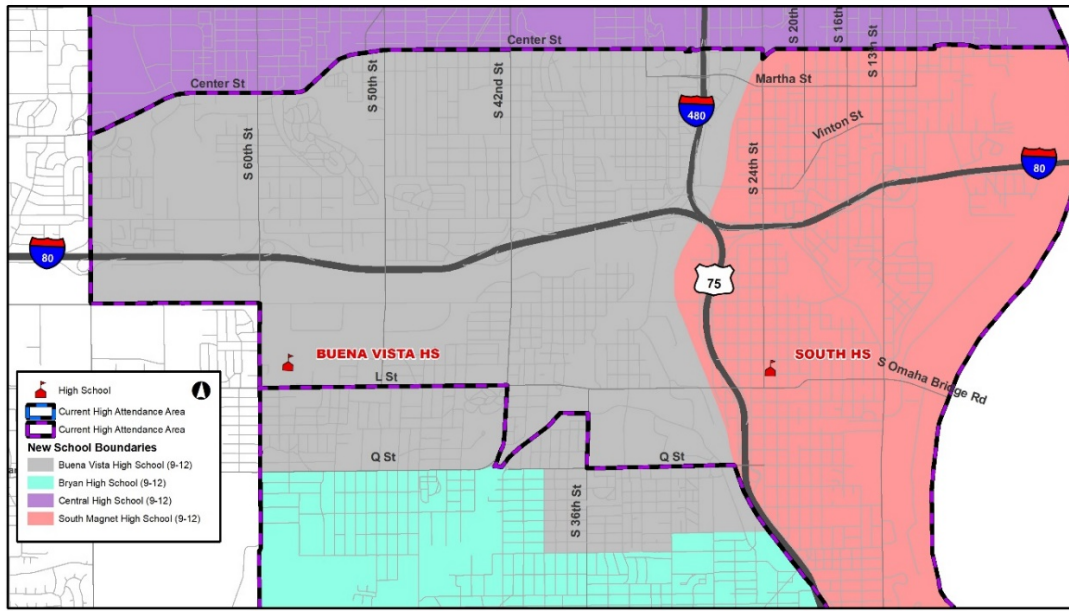 Center St
Center St
S 60th St
S 50th St
S 42nd St
S 20th
S 16th
S 13th St
Martha St
480
Vinton St
S 24th St
80
80
75
BUENA VISTA HS
SOUTH HS
L St
S Omaha Bridge Rd
Q St
Q St
S 36th St
High School
Current High Attendance Area
Current High Attendance Area
New School Boundaries
Buena Vista High School (9-12)
Bryan High School (9-12)
Central High School (9-12)
South Magnet High School (9-12)